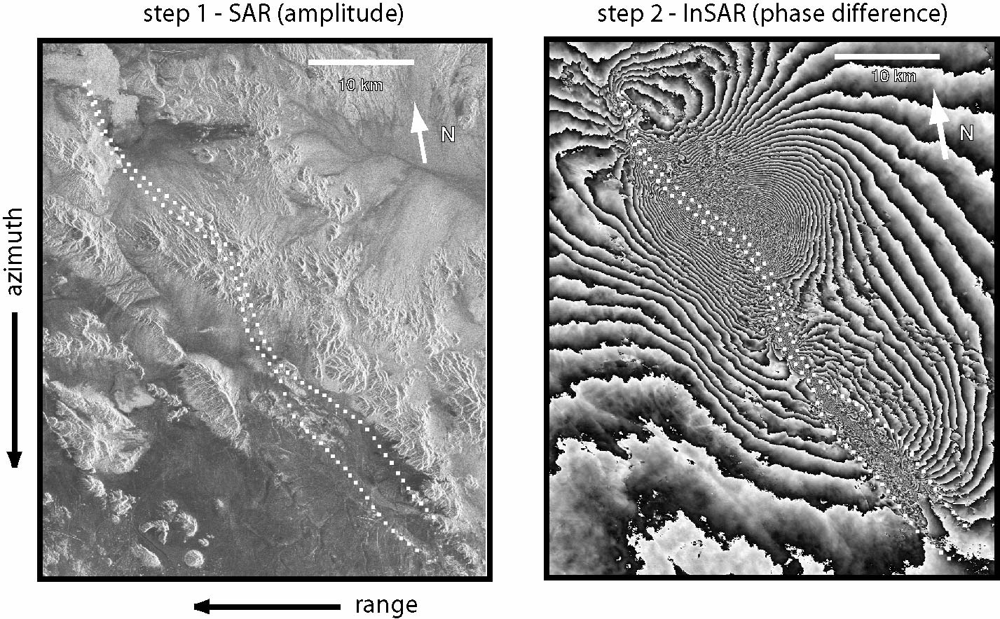 step 1 - SAR (amplitude)
step 2 - InSAR (phase difference)
10 km
N
10 km
N
azimuth
range